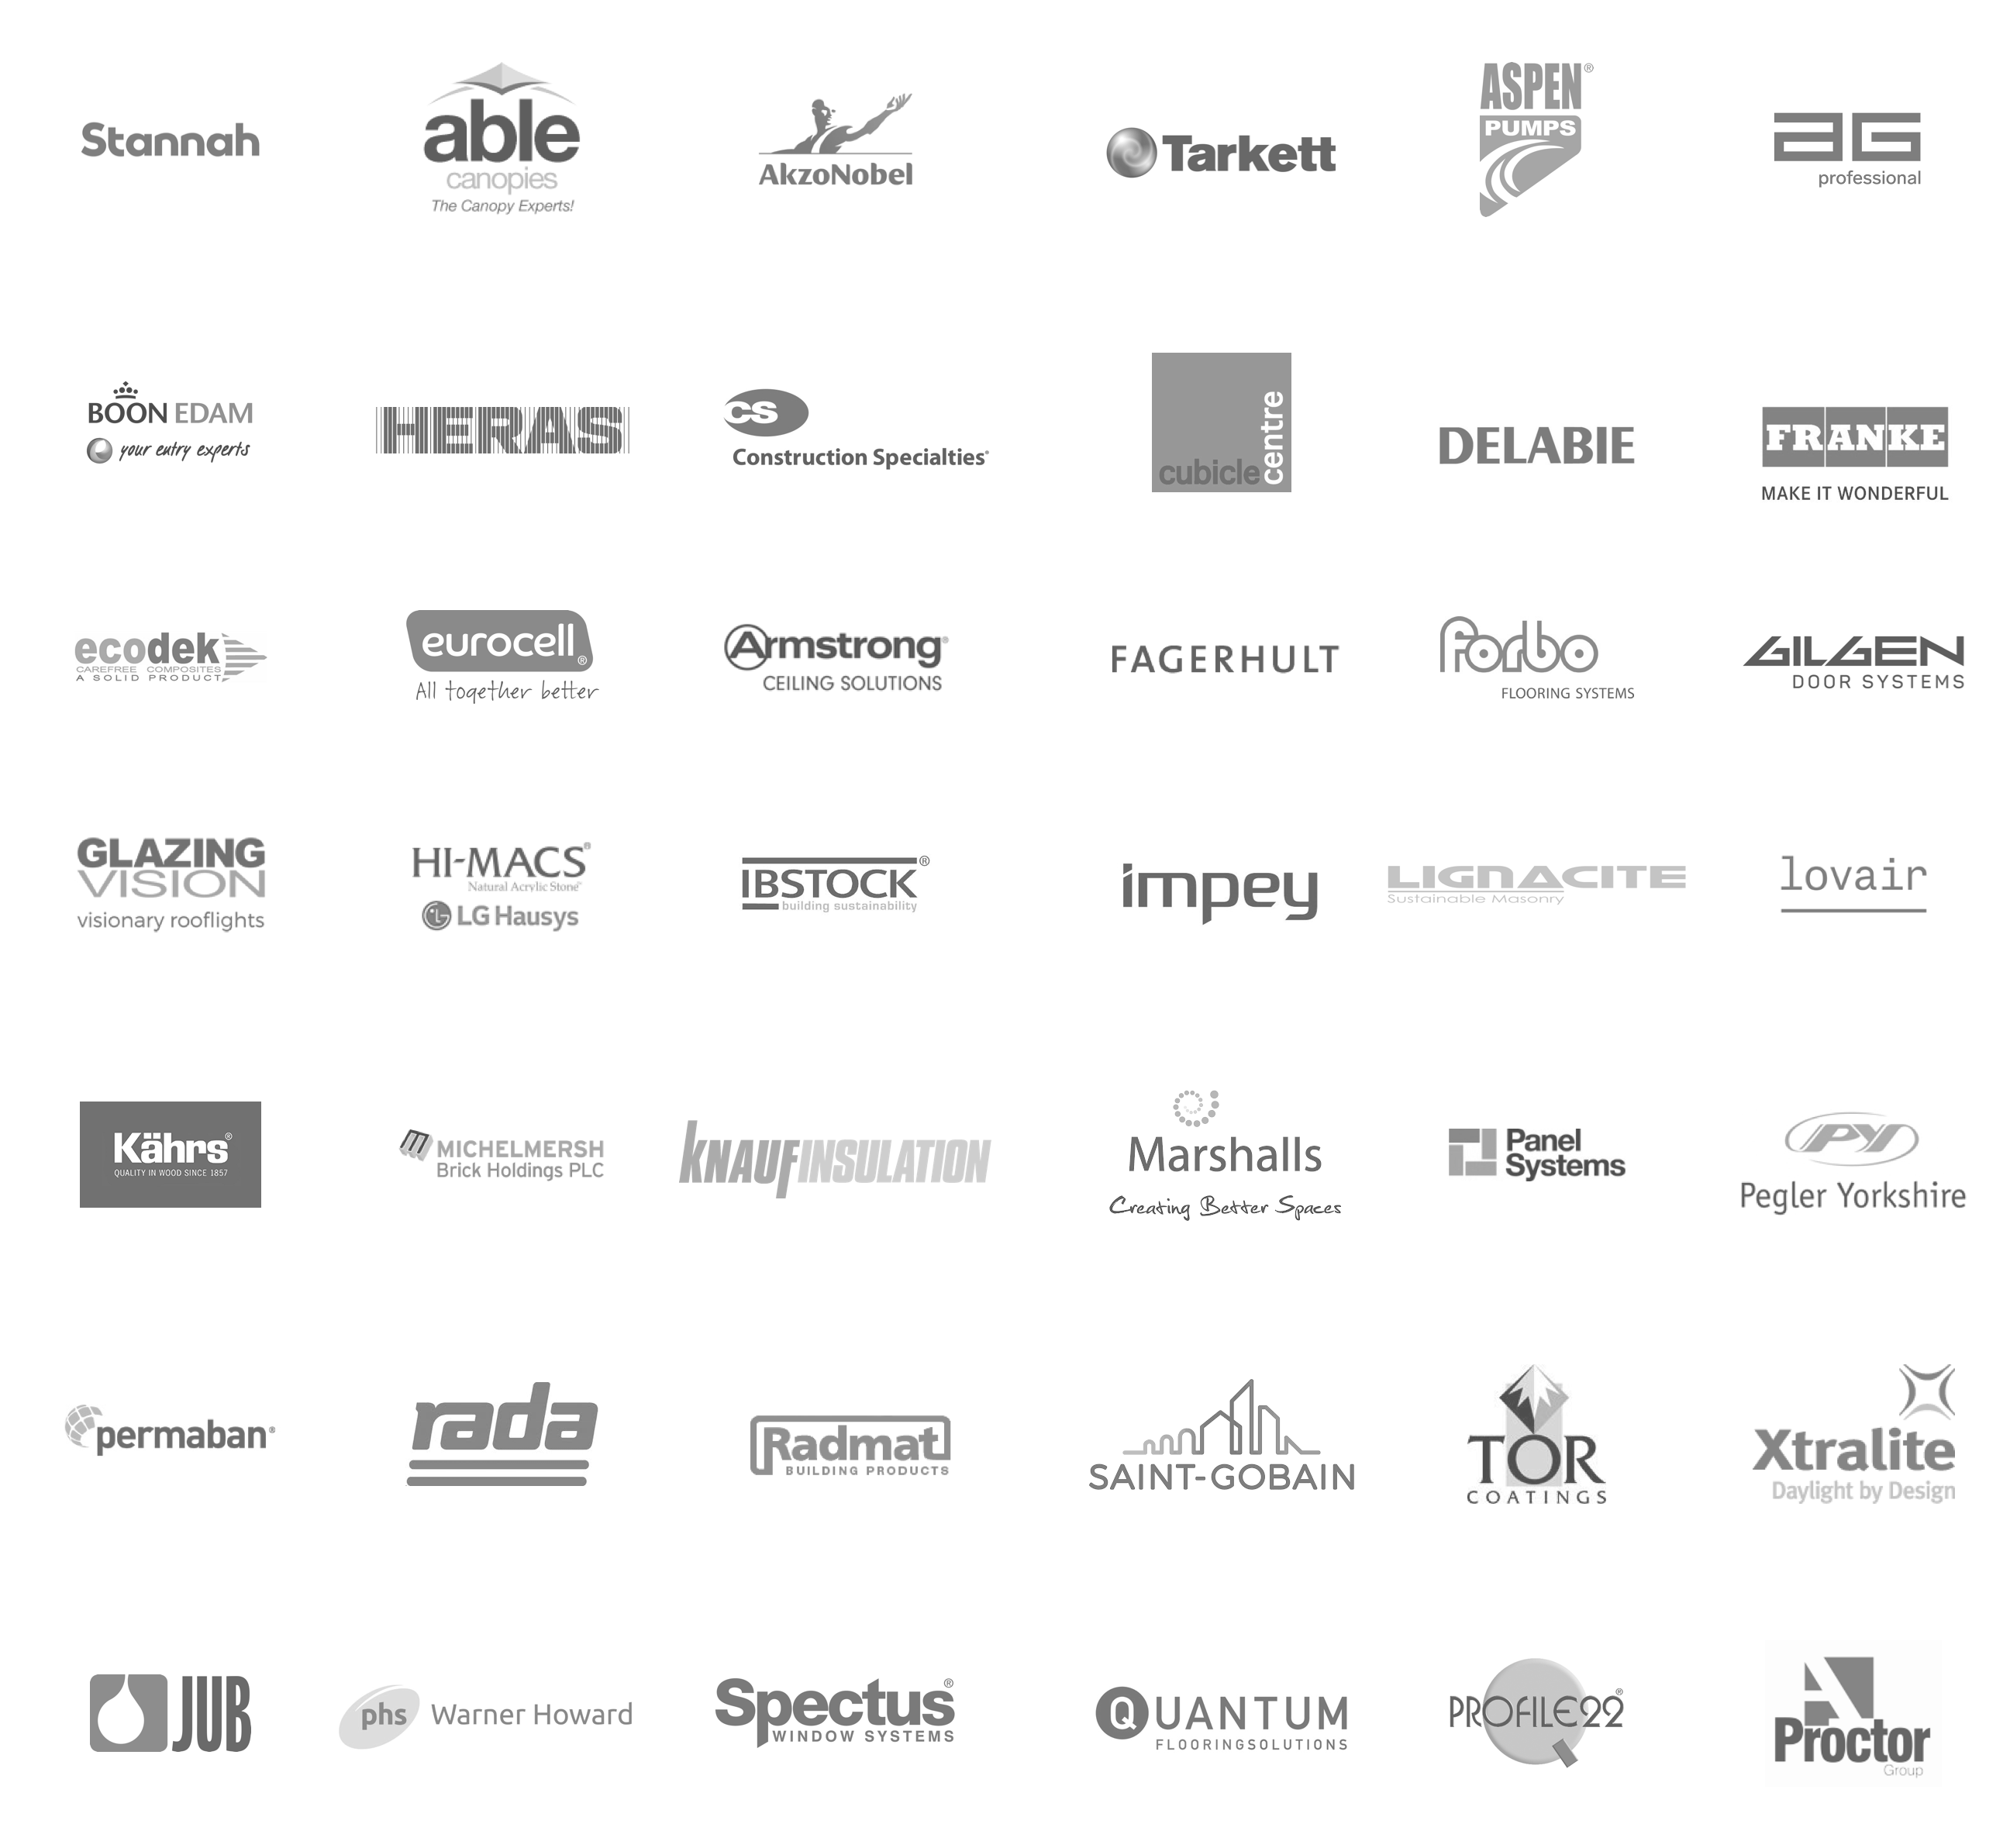 Stannah
able
canopies
The Canopy Experts!
AkzoNobel
Tarkett
ASPEN®
PUMPS
aG
professional
BOON EDAM
your entry experts
HERAS
CS
Construction Specialties®
cubicle
centre
DELABIE
FRANKE
MAKE IT WONDERFUL
ecodek
CAREFREE COMPOSITES
A SOLID PRODUCT
eurocell®
All together better
Armstrong®
CEILING SOLUTIONS
FAGERHULT
forbo
FLOORING SYSTEMS
GILGEN
DOOR SYSTEMS
GLAZING
VISION
visionary rooflights
HI-MACS®
Natural Acrylic Stone™
LG Hausys
IBSTOCK®
building sustainability
impey
LIGNACITE
Sustainable Masonry
lovair
Kährs®
QUALITY IN WOOD SINCE 1857
MICHELMERSH
Brick Holdings PLC
KNAUFINSULATION
Marshalls
Creating Better Spaces
Panel
Systems
PY
Pegler Yorkshire
permaban®
rada
Radmat
BUILDING PRODUCTS
SAINT-GOBAIN
TOR
COATINGS
Xtralite
Daylight by Design
JUB
phs Warner Howard
Spectus®
WINDOW SYSTEMS
QUANTUM
FLOORINGSOLUTIONS
PROFILE22®
A
Proctor
Group